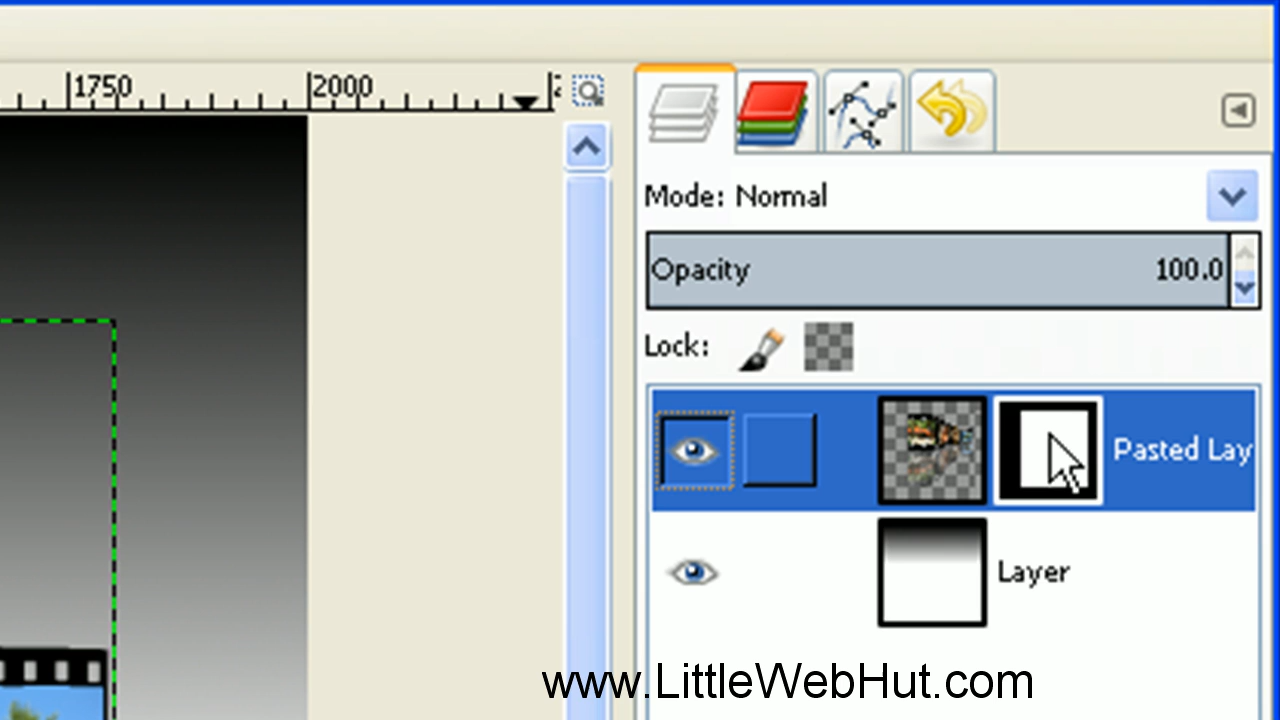 1750 2000
Mode: Normal
Opacity 100.0
Lock:
Pasted Lay
Layer
www.LittleWebHut.com